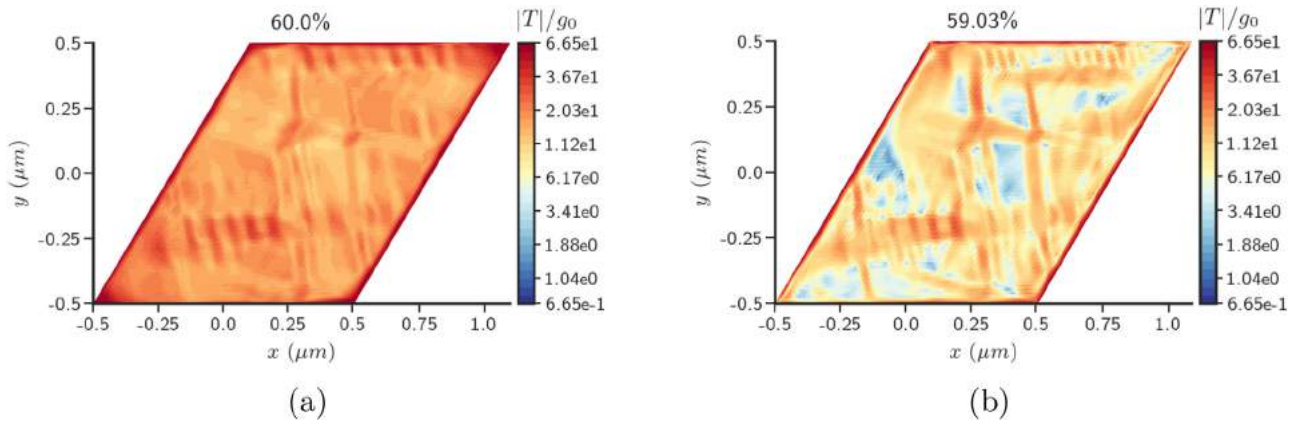 60.0%
|T|/g₀
0.5
0.25
0.0
-0.25
-0.5
y (μm)
-0.5
-0.25
0.0
0.25
0.5
0.75
1.0
x (μm)
6.65e1
3.67e1
2.03e1
1.12e1
6.17e0
3.41e0
1.88e0
1.04e0
6.65e-1
(a)
59.03%
|T|/g₀
0.5
0.25
0.0
-0.25
-0.5
y (μm)
-0.5
-0.25
0.0
0.25
0.5
0.75
1.0
x (μm)
6.65e1
3.67e1
2.03e1
1.12e1
6.17e0
3.41e0
1.88e0
1.04e0
6.65e-1
(b)